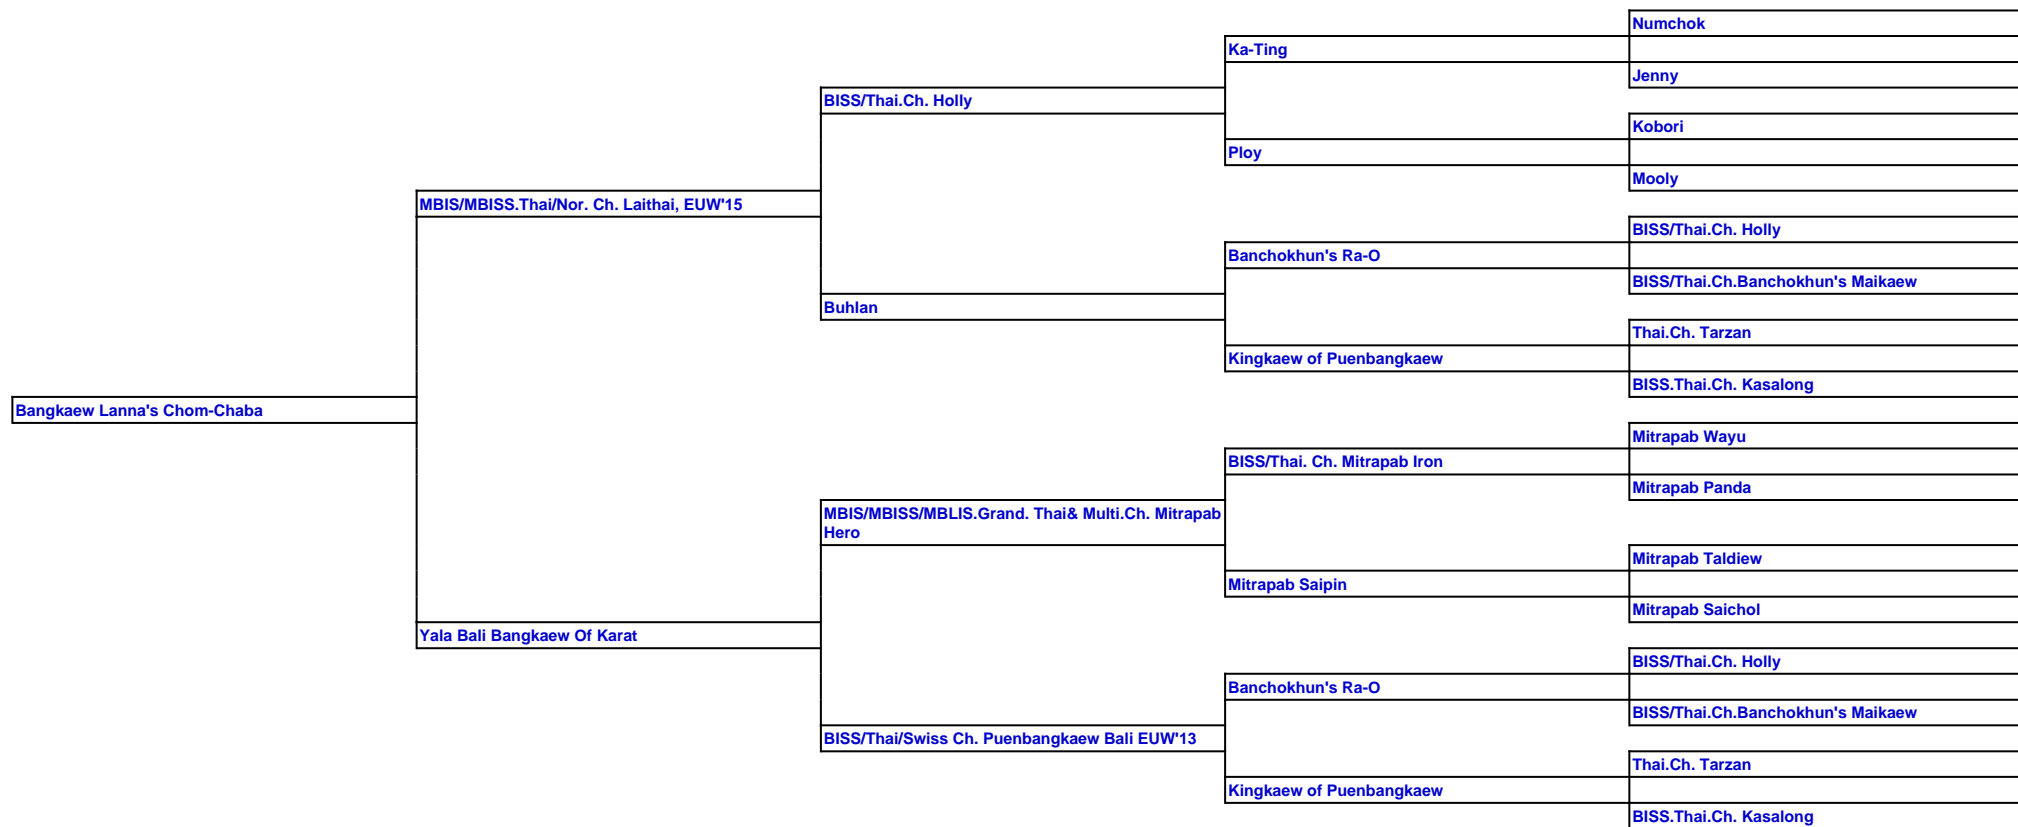 Numchok
Ka-Ting
Jenny
BISS/Thai.Ch. Holly
Kobori
Ploy
Mooly
MBIS/MBISS.Thai/Nor. Ch. Laithai, EUW'15
BISS/Thai.Ch. Holly
Banchokhun's Ra-O
BISS/Thai.Ch.Banchokhun's Maikaew
Buhlan
Thai.Ch. Tarzan
Kingkaew of Puenbangkaew
BISS.Thai.Ch. Kasalong
Bangkaew Lanna's Chom-Chaba
Mitrapab Wayu
BISS/Thai. Ch. Mitrapab Iron
Mitrapab Panda
MBIS/MBISS/MBLIS.Grand. Thai& Multi.Ch. Mitrapab
Hero
Mitrapab Taldiew
Mitrapab Saipin
Mitrapab Saichol
Yala Bali Bangkaew Of Karat
BISS/Thai.Ch. Holly
Banchokhun's Ra-O
BISS/Thai.Ch.Banchokhun's Maikaew
BISS/Thai/Swiss Ch. Puenbangkaew Bali EUW'13
Thai.Ch. Tarzan
Kingkaew of Puenbangkaew
BISS.Thai.Ch. Kasalong